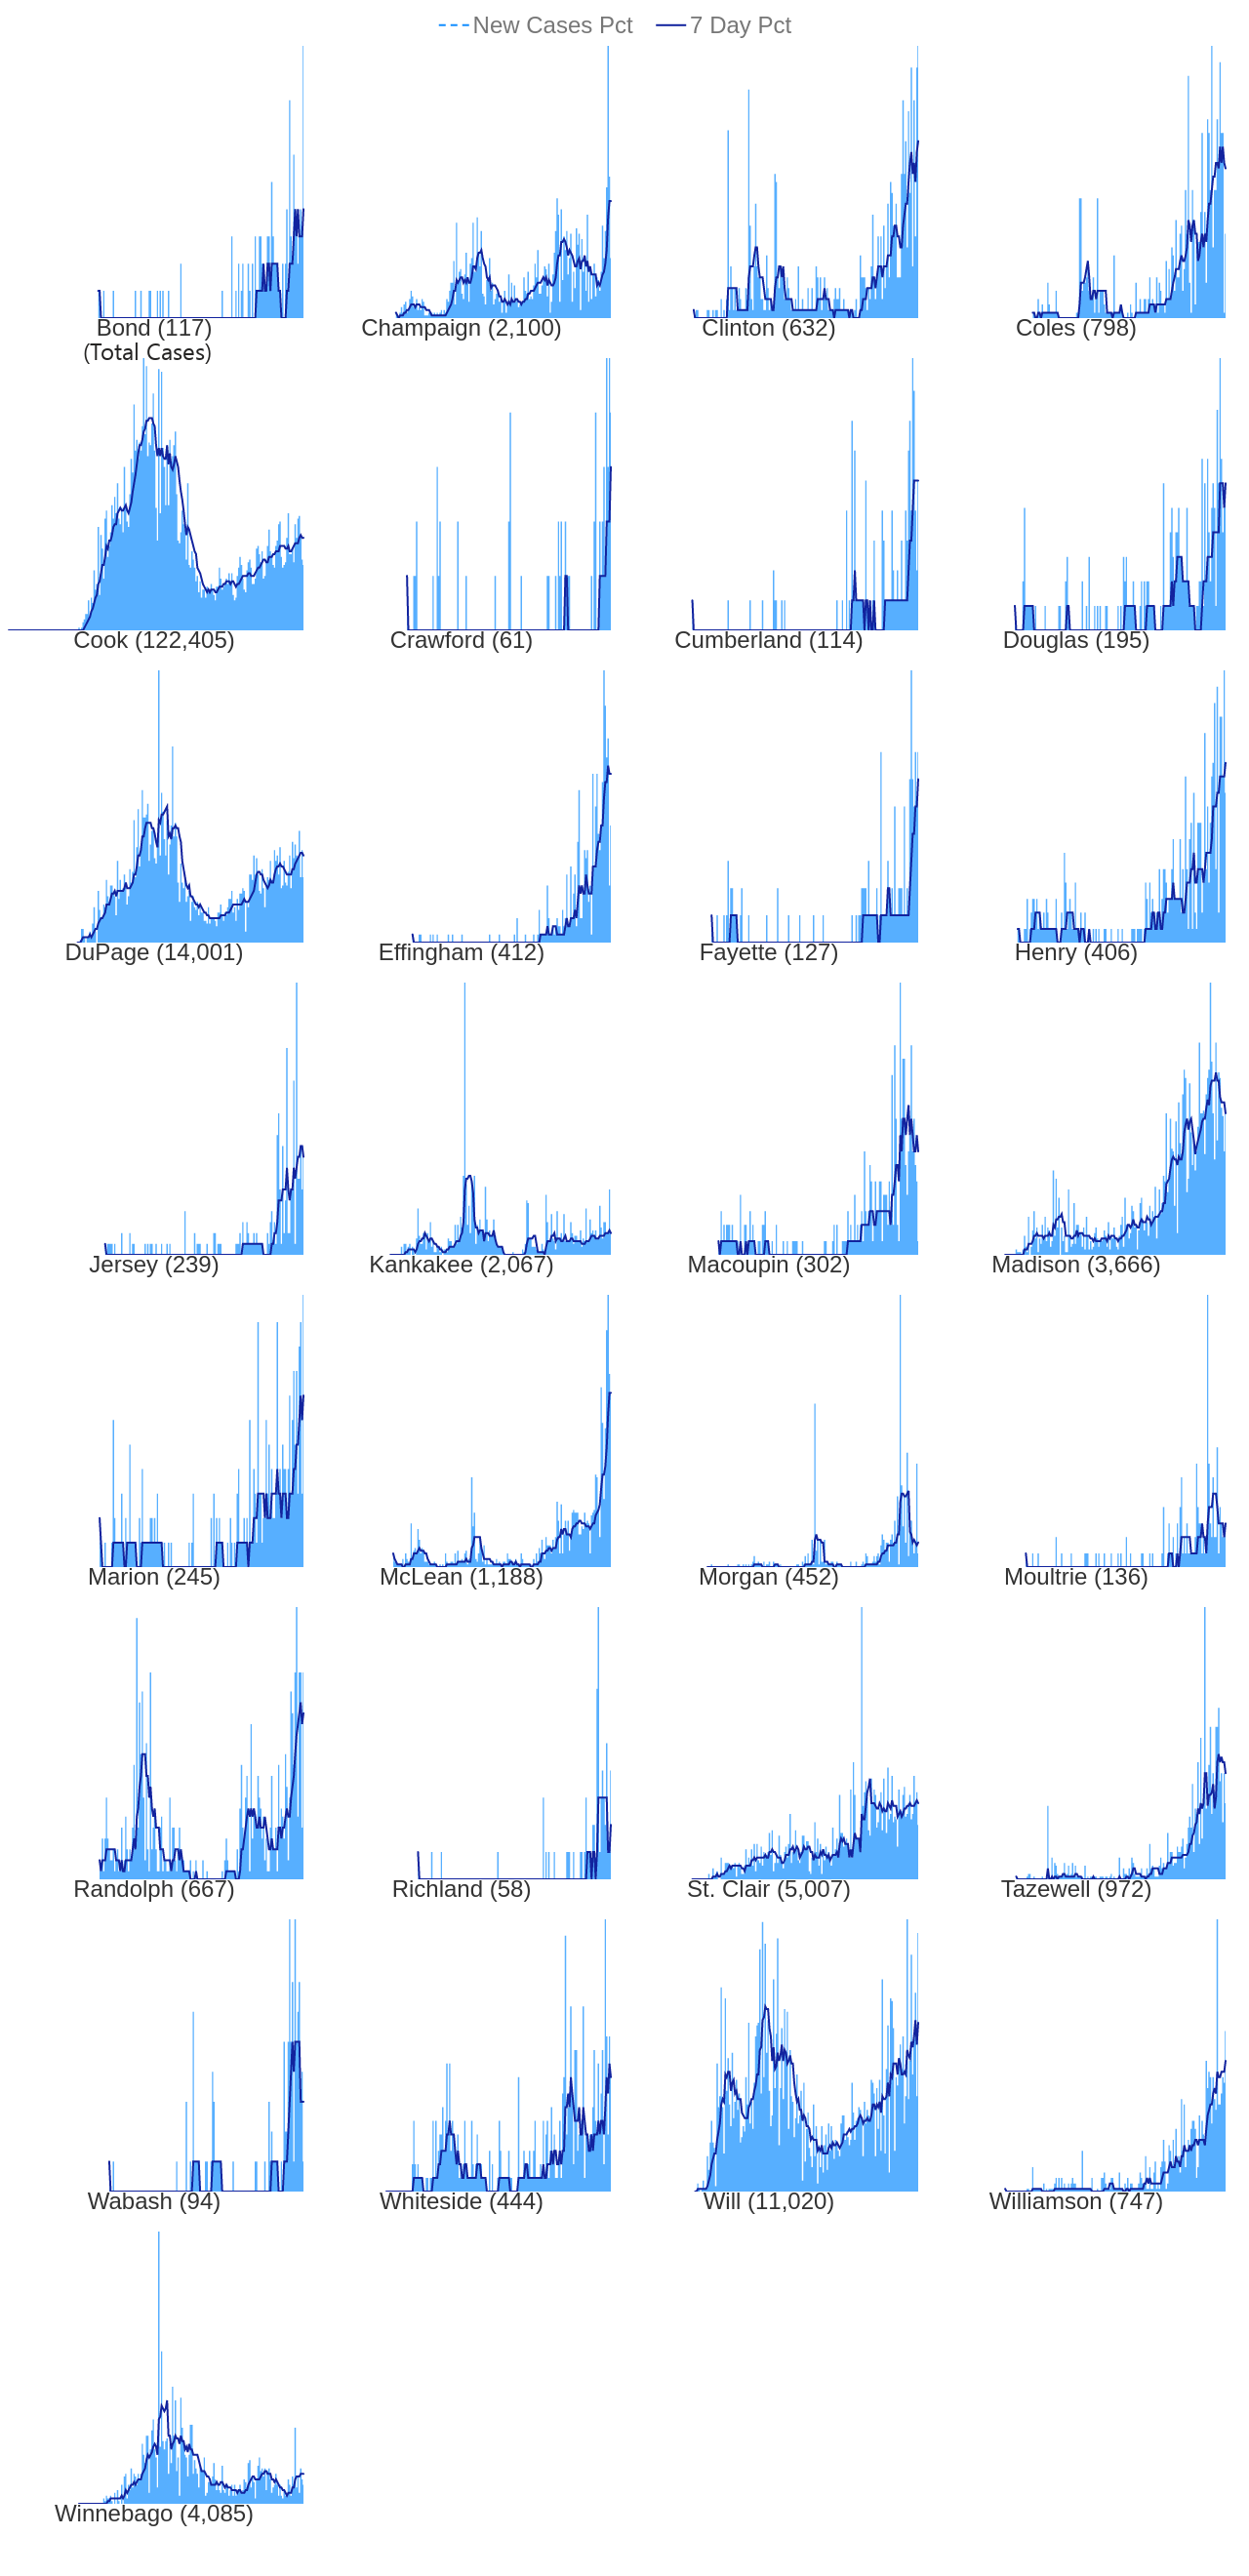 New Cases Pct 7 Day Pct
Bond (117) Champaign (2,100) Clinton (632) Coles (798)
(Total Cases)
Cook (122,405) Crawford (61) Cumberland (114) Douglas (195)
DuPage (14,001) Effingham (412) Fayette (127) Henry (406)
Jersey (239) Kankakee (2,067) Macoupin (302) Madison (3,666)
Marion (245) McLean (1,188) Morgan (452) Moultrie (136)
Randolph (667) Richland (58) St. Clair (5,007) Tazewell (972)
Wabash (94) Whiteside (444) Will (11,020) Williamson (747)
Winnebago (4,085)